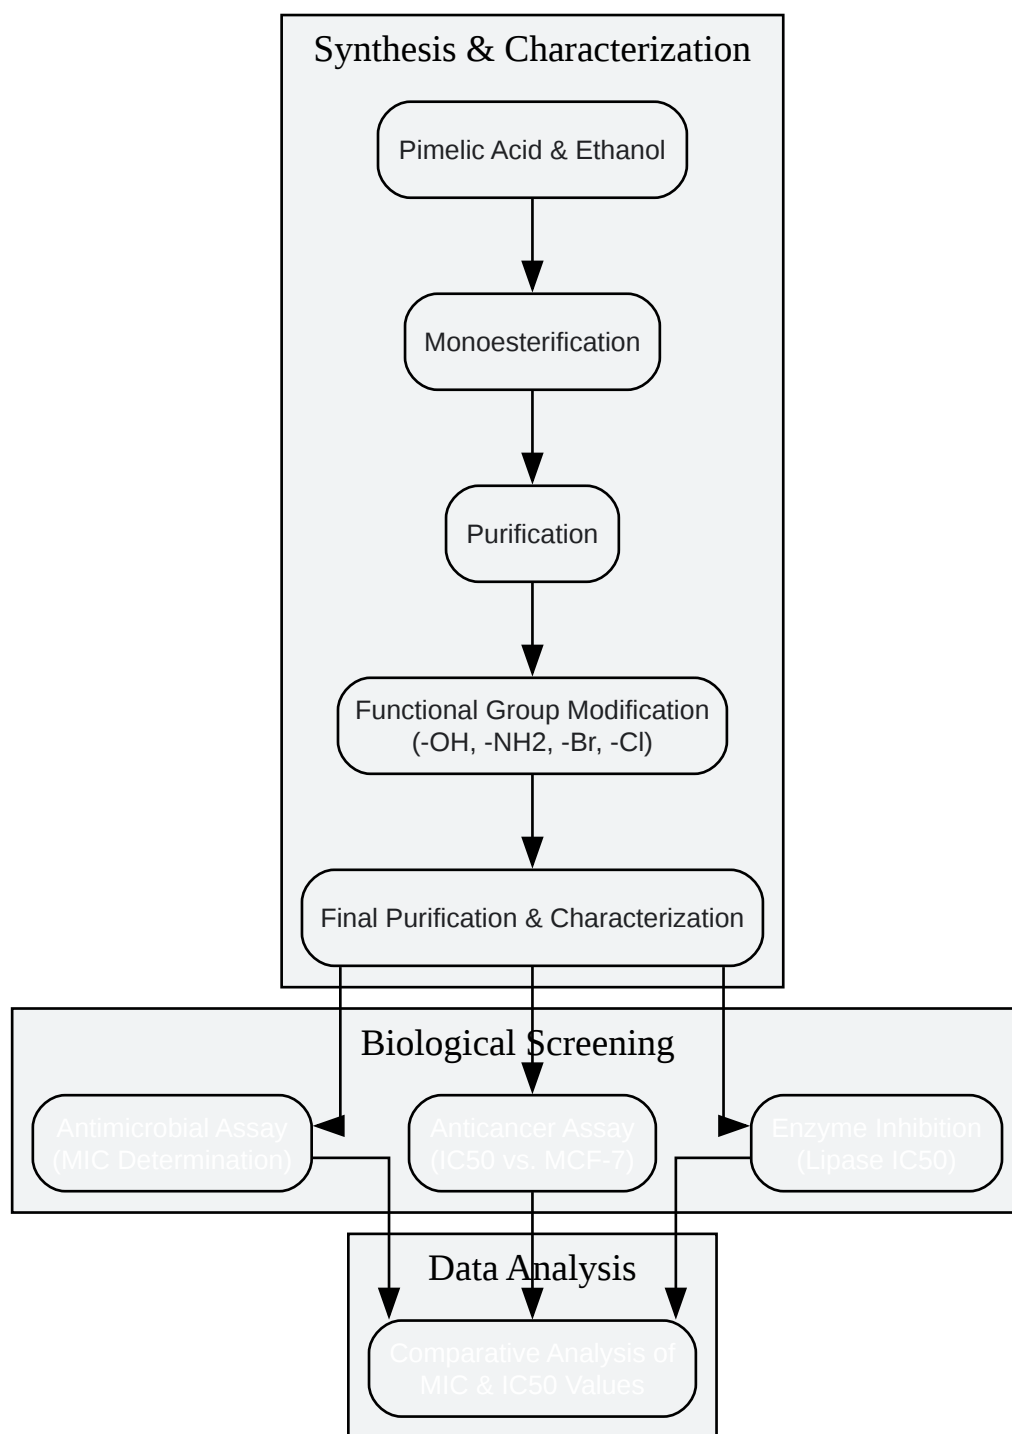 Synthesis & Characterization
Pimelic Acid & Ethanol
Monoesterification
Purification
Functional Group Modification
(-OH, -NH2, -Br, -Cl)
Final Purification & Characterization
Biological Screening
Antimicrobial Assay
(MIC Determination)
Anticancer Assay
(IC50 vs. MCF-7)
Enzyme Inhibition
(Lipase IC50)
Data Analysis
Comparative Analysis of
MIC & IC50 Values